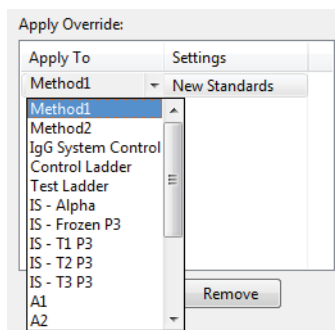 Apply Override:
Apply To Settings
Method1 New Standards
Method1
Method2
IgG System Control
Control Ladder
Test Ladder
IS - Alpha
IS - Frozen P3
IS - T1 P3
IS - T2 P3
IS - T3 P3
A1
A2
Remove